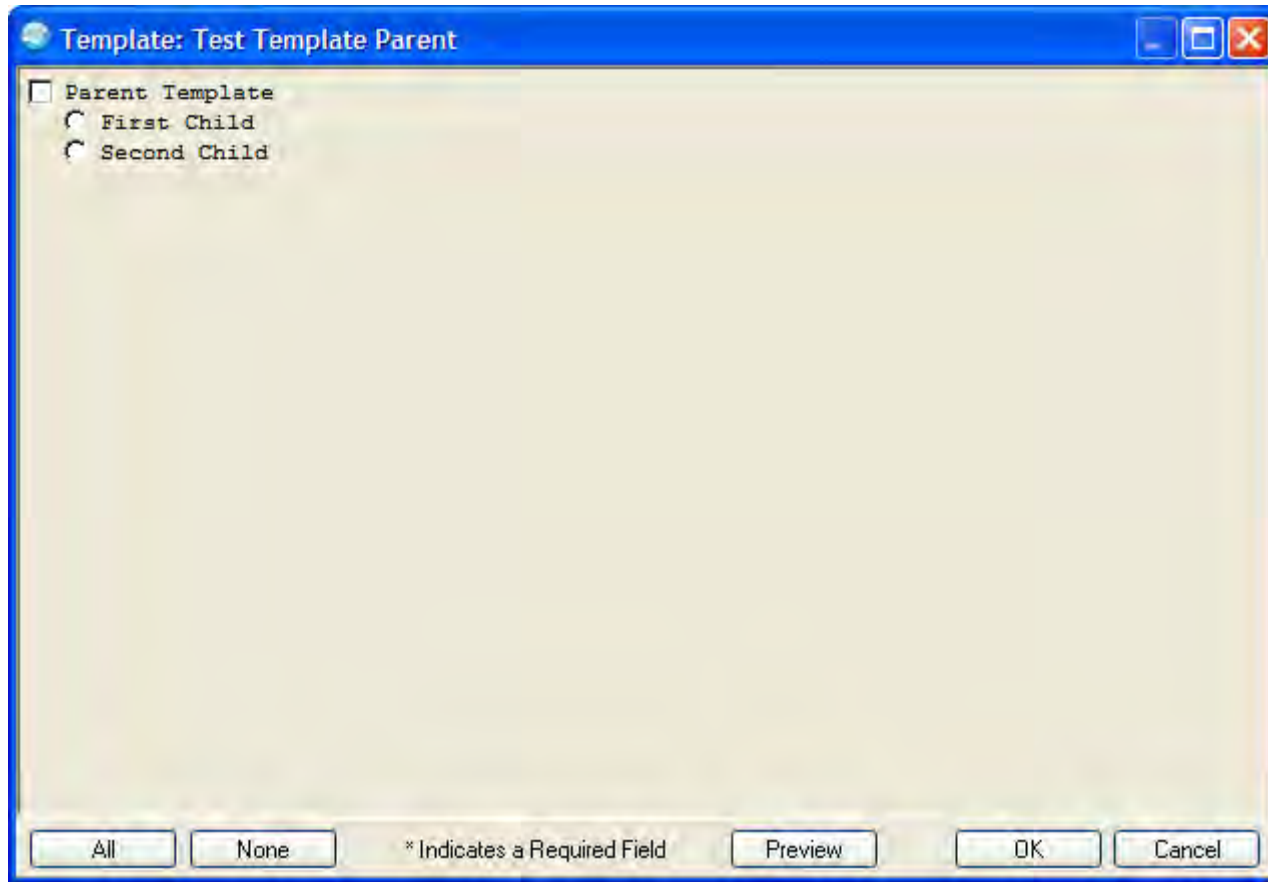 Template: Test Template Parent
Parent Template
First Child
Second Child
All None * Indicates a Required Field Preview OK Cancel